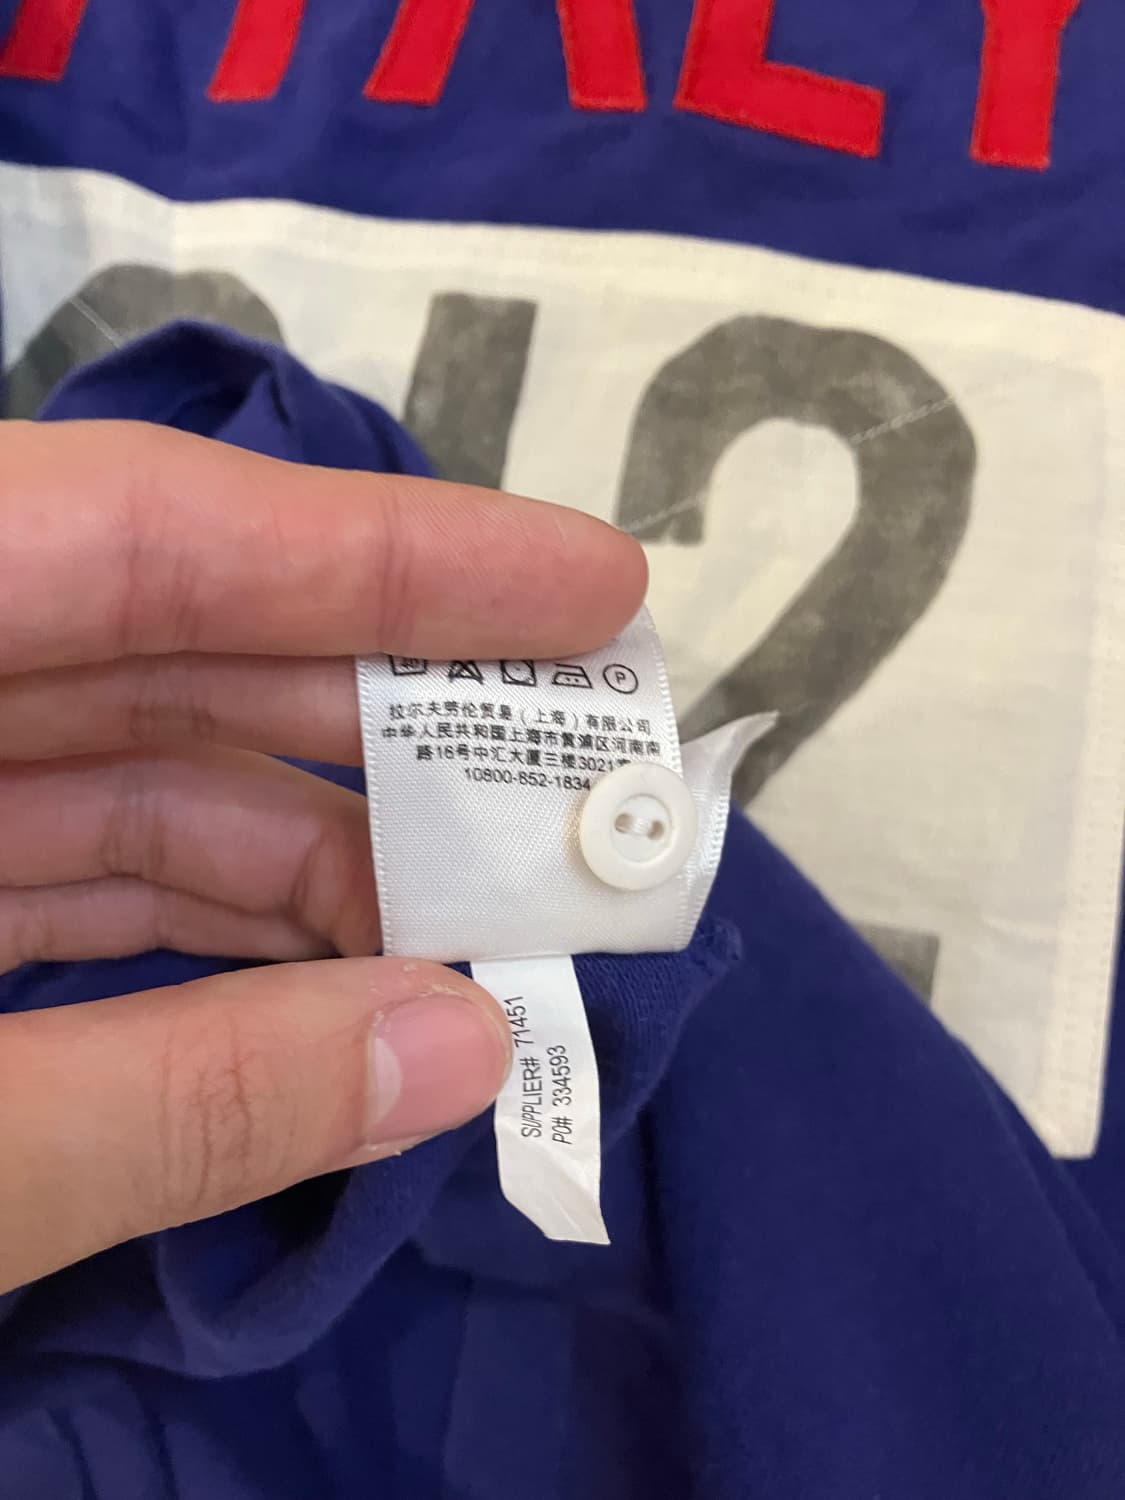 ITALY
2
40
P
拉尔夫劳伦贸易（上海）有限公司
中华人民共和国上海市黄浦区河南南
路16号中汇大厦三楼3021
10800-852-1834
SUPPLIER# 71451
PO# 334593